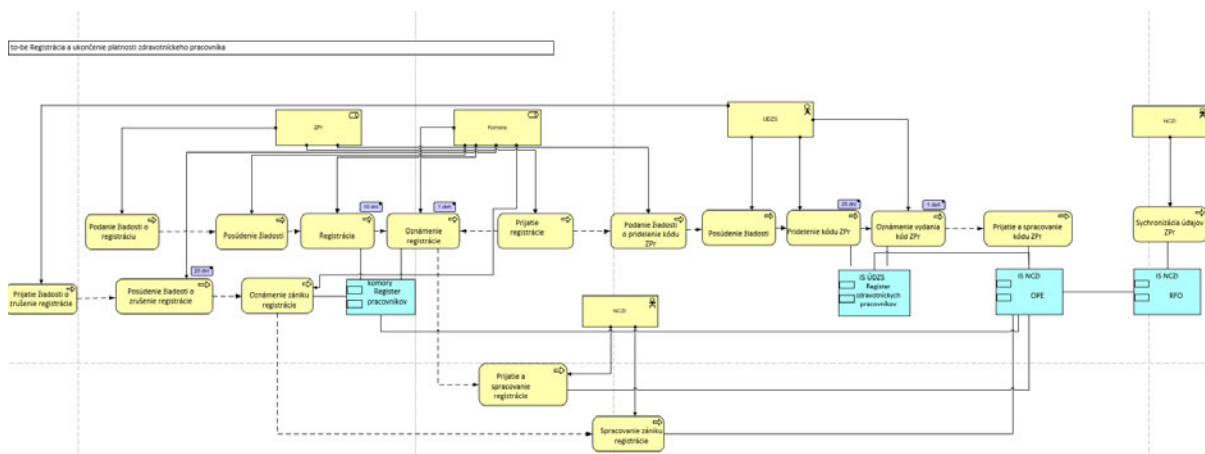 to-be Registrácia a ukončenie platnosti zdravotníckeho pracovníka
ZPr
Komora
UDZS
NCZI
10 dní
1 deň
25 dní
1 deň
Podanie žiadosti o
registráciu
Posúdenie žiadosti
Registrácia
Oznámenie
registrácie
Prijatie
registrácie
Podanie žiadosti
o pridelenie kódu ZPr
Posúdenie žiadosti
Pridelenie kódu ZPr
Oznámenie vydania
kód ZPr
Prijatie a spracovanie
kódu ZPr
Sychronizácia údajov
ZPr
20 dní
Prijatie žiadosti o
zrušenie registrácie
Posúdenie žiadosti o
zrušenie registrácie
Oznámenie zániku
registrácie
komory
Register
pracovníkov
IS ÚDZS
Register
zdravotníckych
pracovníkov
IS NCZI
OPE
IS NCZI
RFO
NCZI
Prijatie a
spracovanie
registrácie
Spracovanie zániku
registrácie